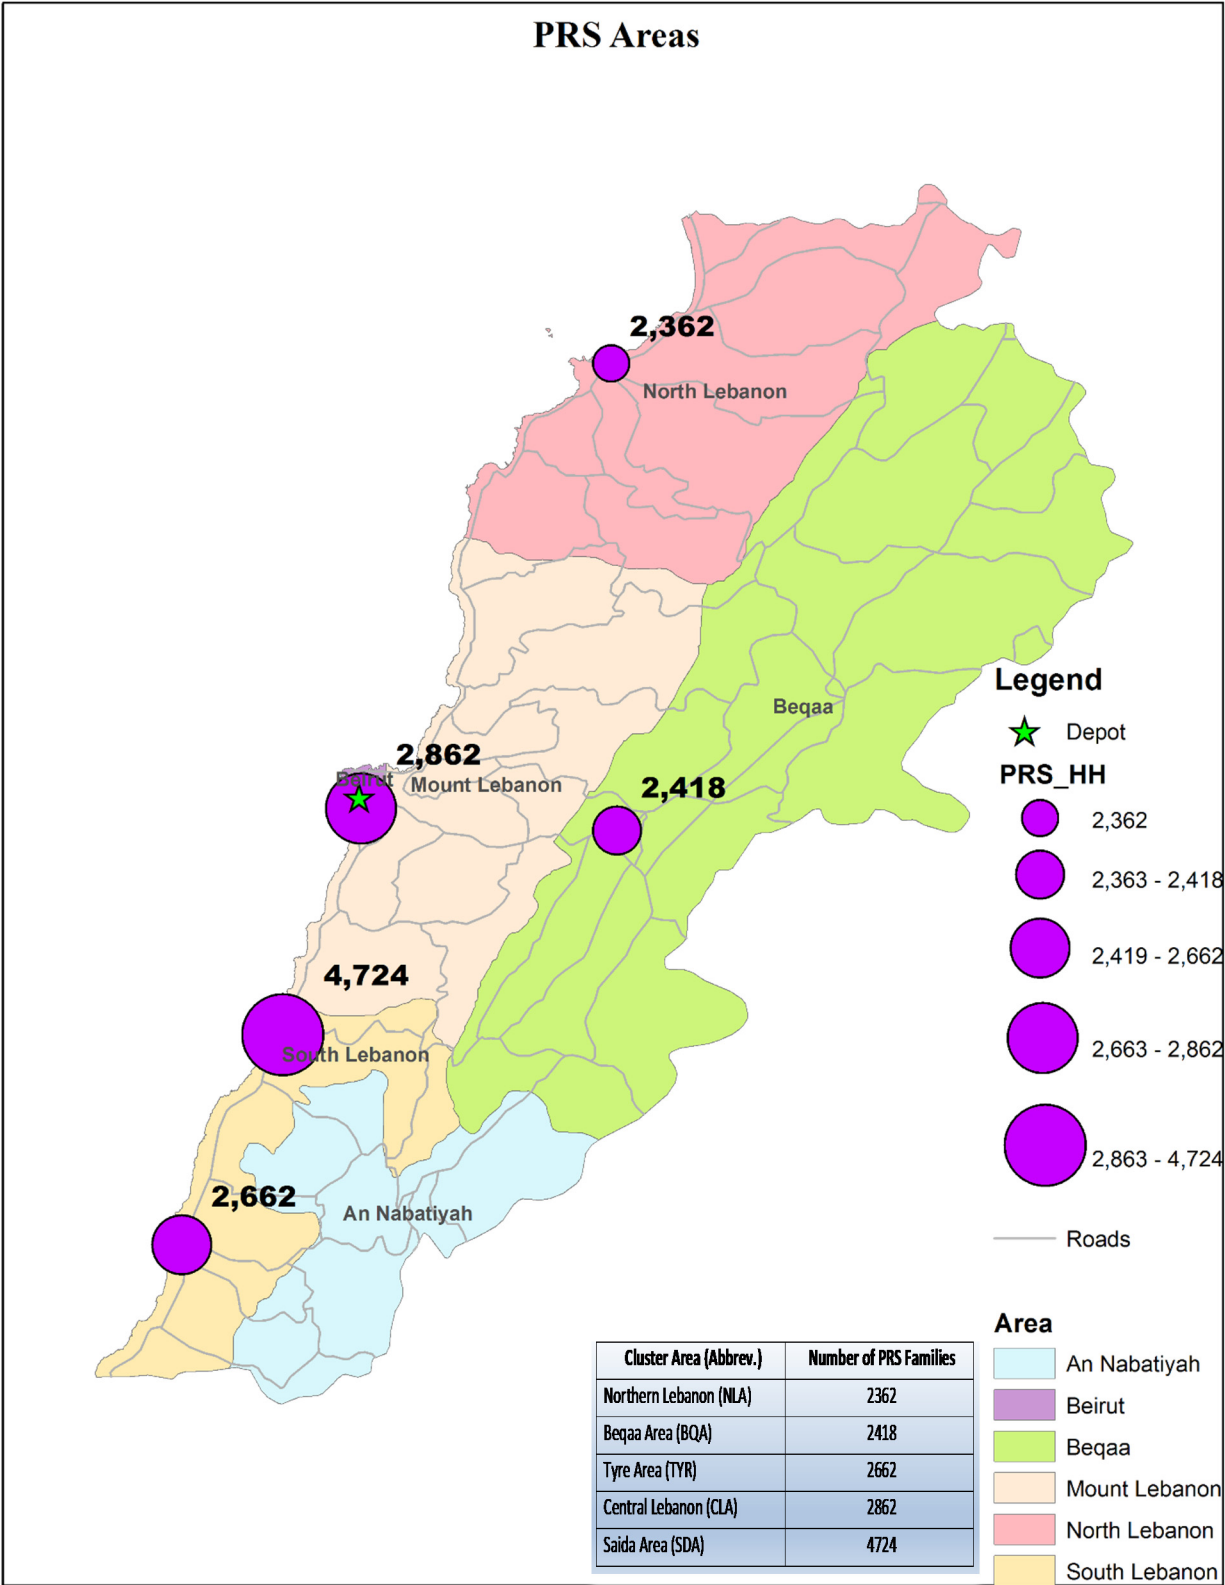 PRS Areas
2,362
North Lebanon
Beqaa
2,862
Beirut
Mount Lebanon
2,418
4,724
South Lebanon
2,662
An Nabatiyah
Legend
Depot
PRS_HH
2,362
2,363 - 2,418
2,419 - 2,662
2,663 - 2,862
2,863 - 4,724
Roads
Area
An Nabatiyah
Beirut
Beqaa
Mount Lebanon
North Lebanon
South Lebanon
Cluster Area (Abbrev.) Number of PRS Families
Northern Lebanon (NLA) 2362
Beqaa Area (BQA) 2418
Tyre Area (TYR) 2662
Central Lebanon (CLA) 2862
Saida Area (SDA) 4724